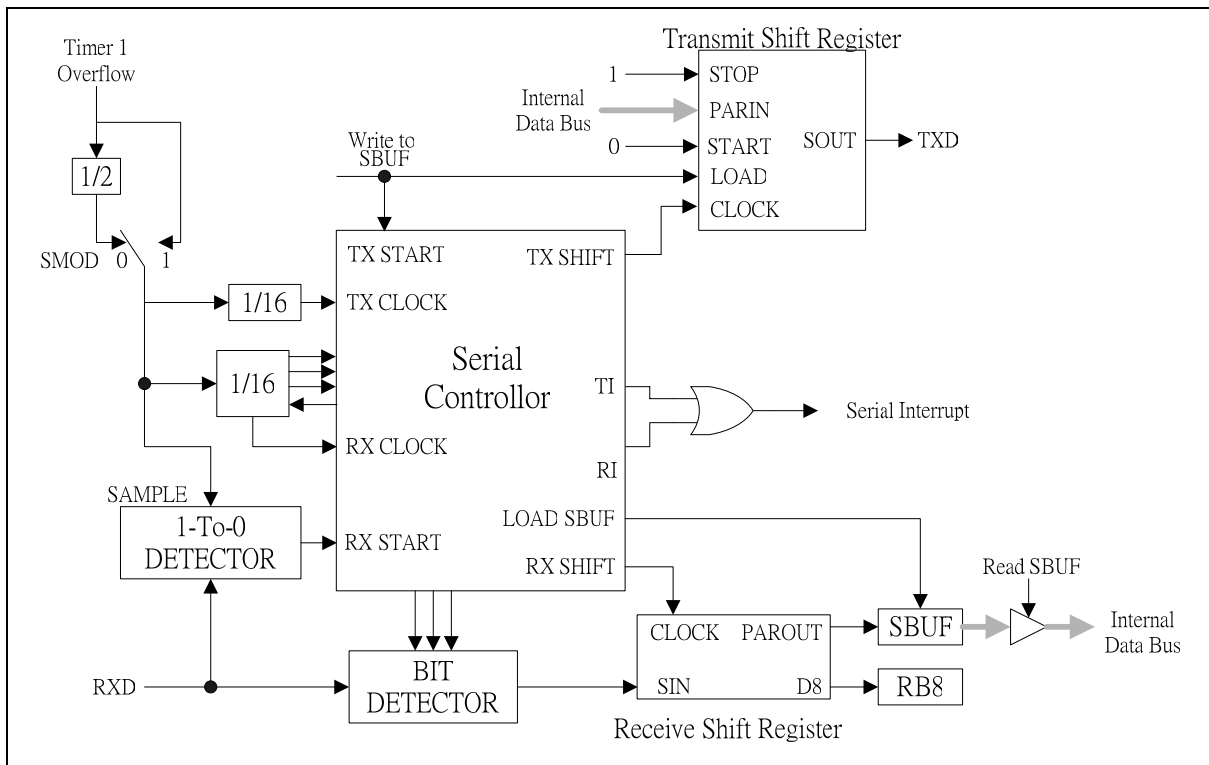 Timer 1
Overflow
1/2
SMOD 0 1
Transmit Shift Register
1
STOP
Internal
Data Bus
PARIN
0
START
SOUT
TXD
Write to
SBUF
LOAD
CLOCK
TX START
TX SHIFT
1/16
TX CLOCK
Serial
Controllor
1/16
TI
Serial Interrupt
RX CLOCK
RI
SAMPLE
1-To-0
DETECTOR
RX START
LOAD SBUF
RX SHIFT
Read SBUF
CLOCK PAROUT
SBUF
Internal
Data Bus
RXD
BIT
DETECTOR
SIN D8
RB8
Receive Shift Register